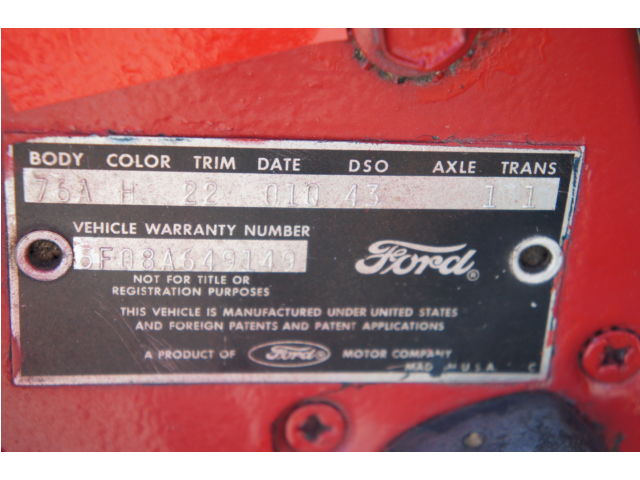 BODY COLOR TRIM DATE DSO AXLE TRANS
76A H 22 01Q 43 1 1
VEHICLE WARRANTY NUMBER
6F08A649149
Ford
NOT FOR TITLE OR
REGISTRATION PURPOSES
THIS VEHICLE IS MANUFACTURED UNDER UNITED STATES
AND FOREIGN PATENTS AND PATENT APPLICATIONS
A PRODUCT OF Ford MOTOR COMPANY
MADE U.S.A. C